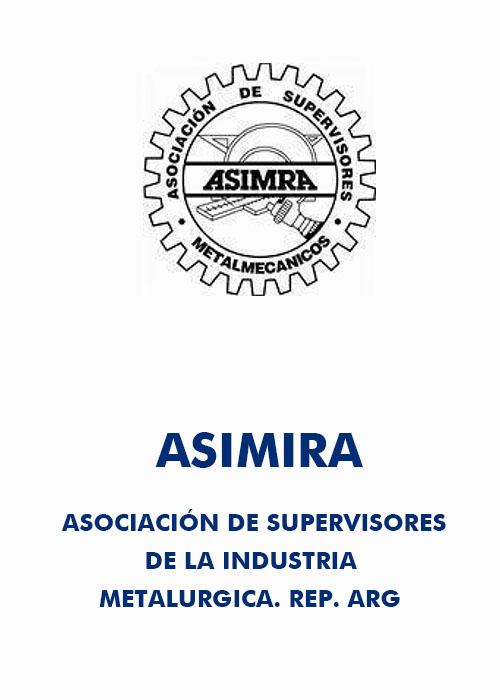 ASOCIACIÓN DE SUPERVISORES
ASIMRA
• METALMECANICOS •
ASIMIRA
ASOCIACIÓN DE SUPERVISORES
DE LA INDUSTRIA
METALURGICA. REP. ARG